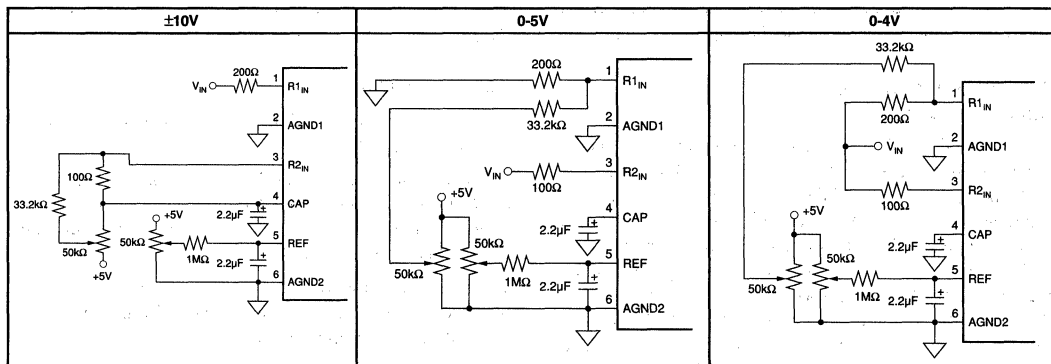 ±10V
200Ω
V_IN
1
R1_IN
2
AGND1
3
R2_IN
100Ω
33.2kΩ
4
CAP
2.2µF
+
+5V
50kΩ
50kΩ
+5V
1MΩ
5
REF
2.2µF
+
6
AGND2
0-5V
200Ω
1
R1_IN
33.2kΩ
2
AGND1
V_IN
100Ω
3
R2_IN
+5V
4
CAP
2.2µF
+
50kΩ
50kΩ
1MΩ
5
REF
2.2µF
+
6
AGND2
0-4V
33.2kΩ
1
R1_IN
200Ω
2
AGND1
V_IN
3
R2_IN
100Ω
+5V
4
CAP
2.2µF
+
50kΩ
50kΩ
1MΩ
5
REF
2.2µF
+
6
AGND2